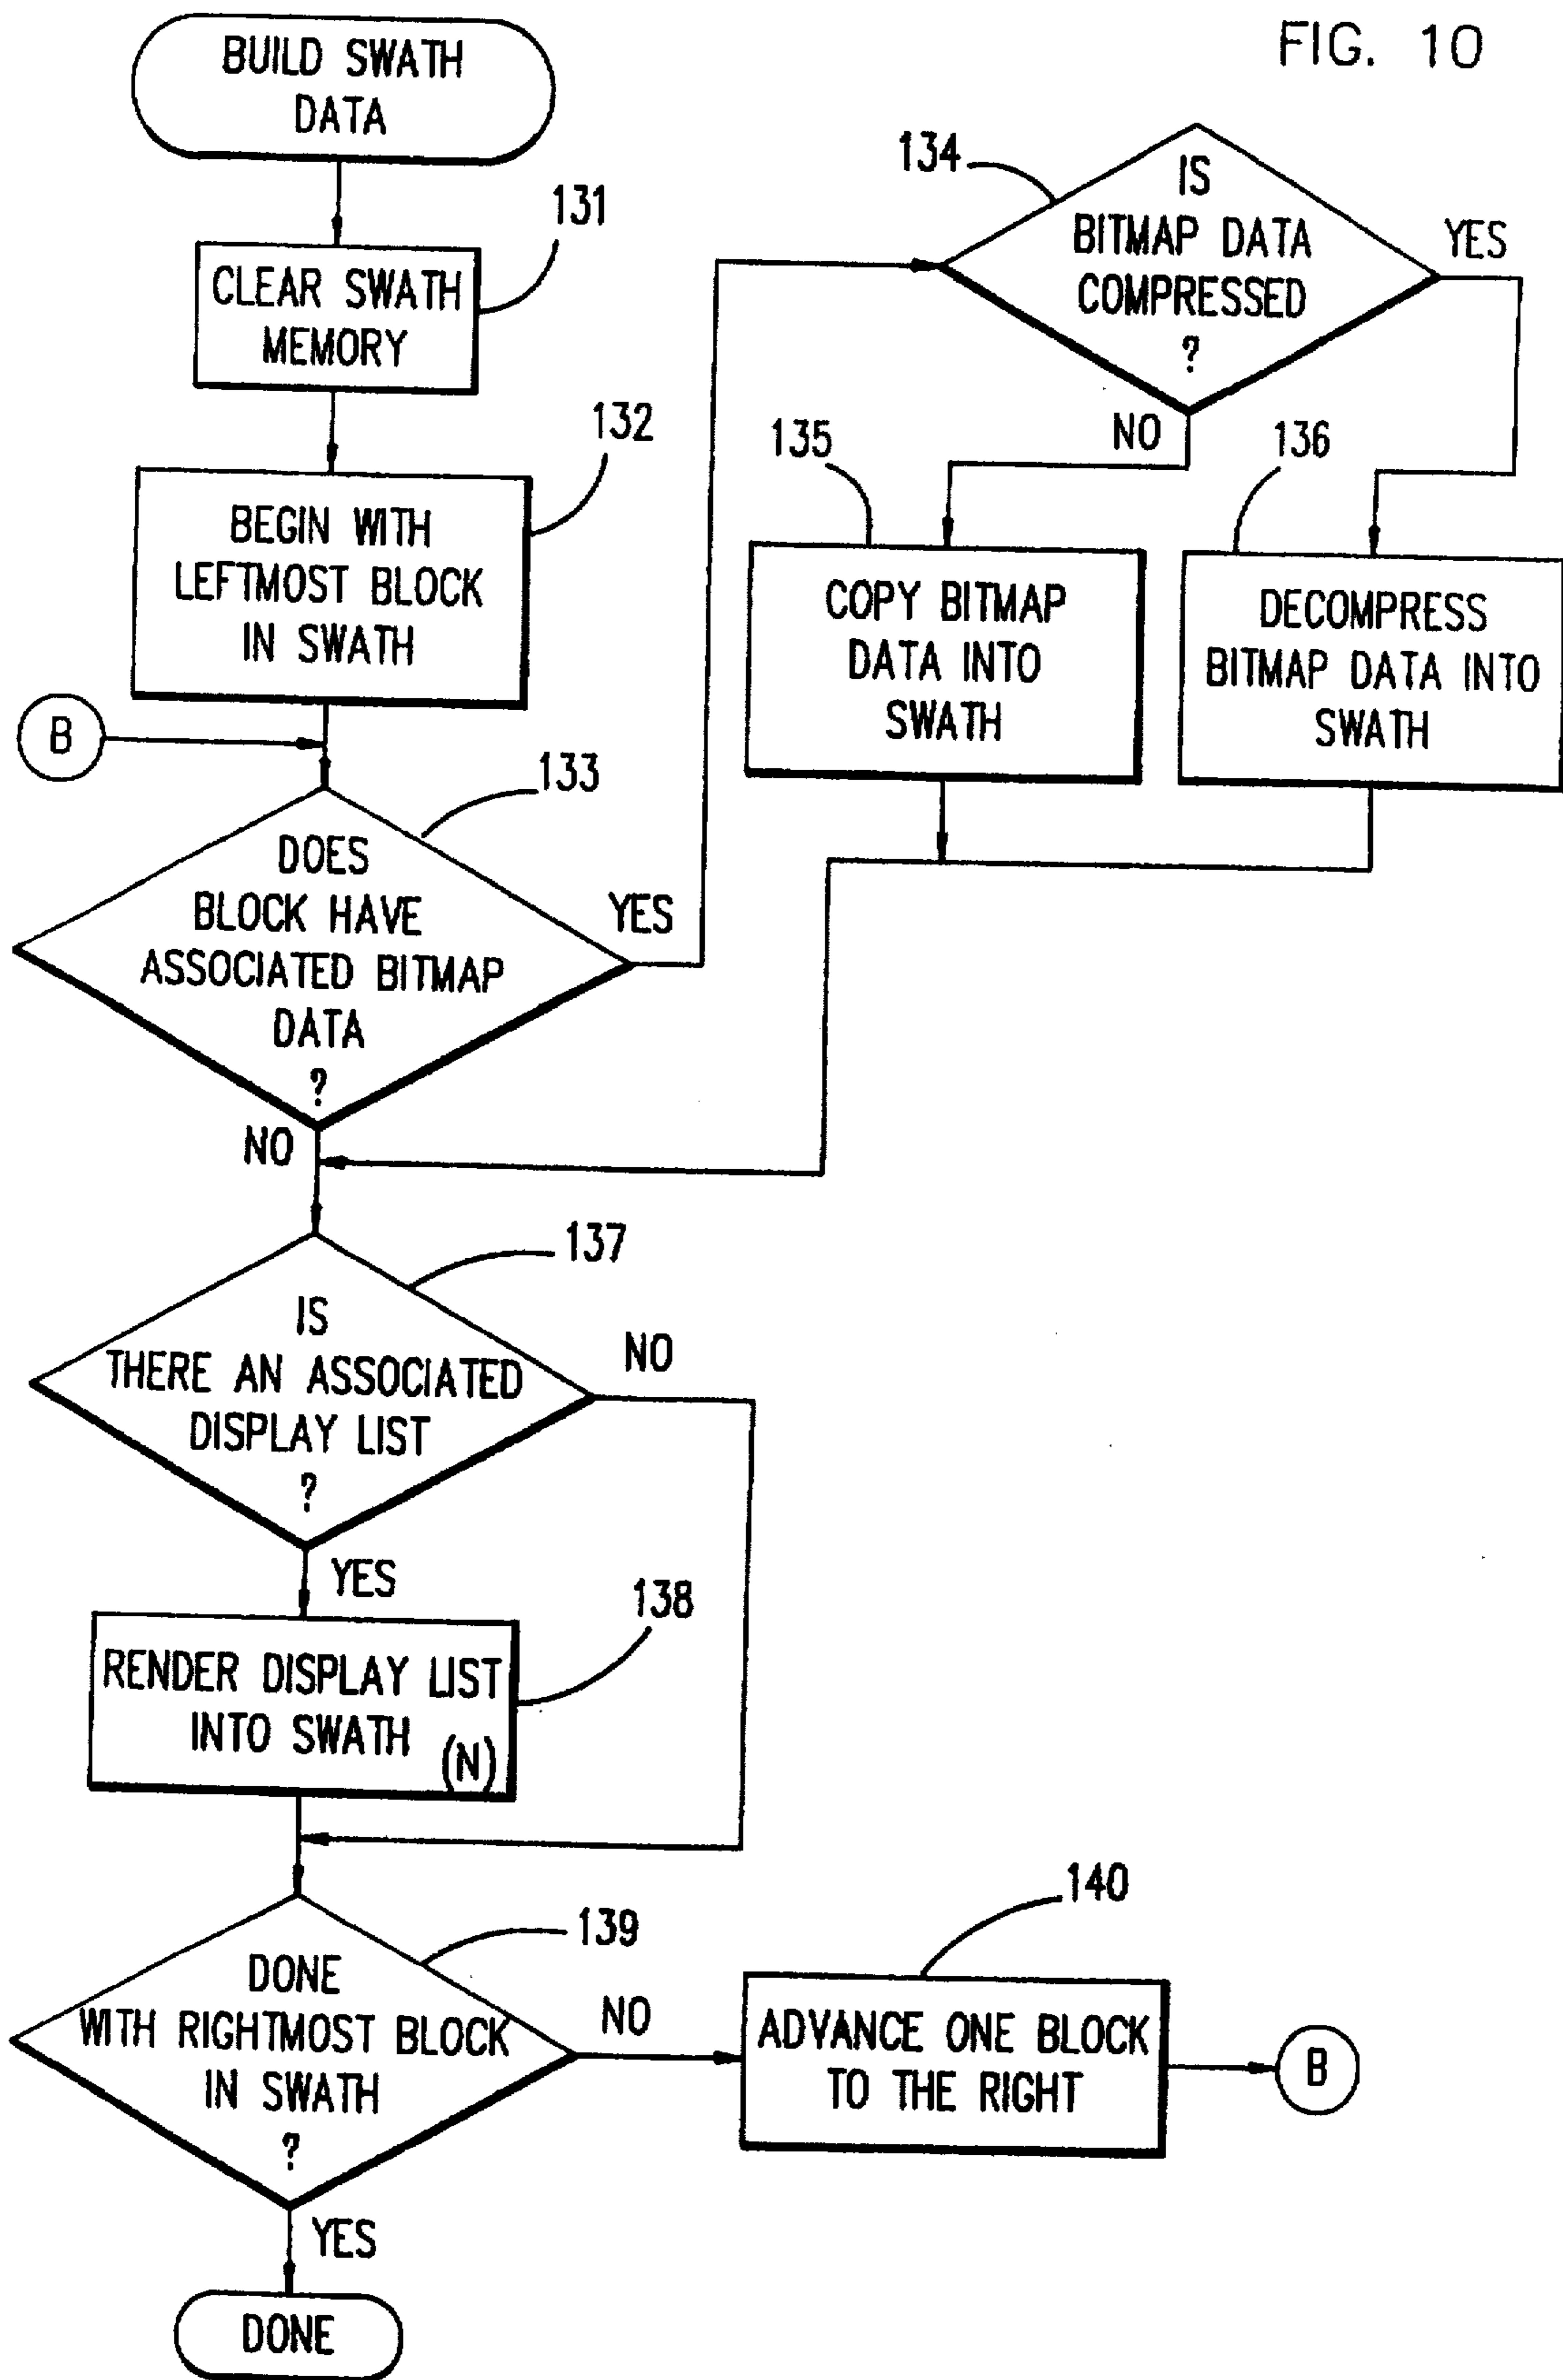 FIG. 10
BUILD SWATH
DATA
131
CLEAR SWATH
MEMORY
132
BEGIN WITH
LEFTMOST BLOCK
IN SWATH
B
133
DOES
BLOCK HAVE
ASSOCIATED BITMAP
DATA
?
YES
NO
134
IS
BITMAP DATA
COMPRESSED
?
YES
NO
135
COPY BITMAP
DATA INTO
SWATH
136
DECOMPRESS
BITMAP DATA INTO
SWATH
137
IS
THERE AN ASSOCIATED
DISPLAY LIST
?
NO
YES
138
RENDER DISPLAY LIST
INTO SWATH (N)
139
DONE
WITH RIGHTMOST BLOCK
IN SWATH
?
NO
YES
140
ADVANCE ONE BLOCK
TO THE RIGHT
B
DONE